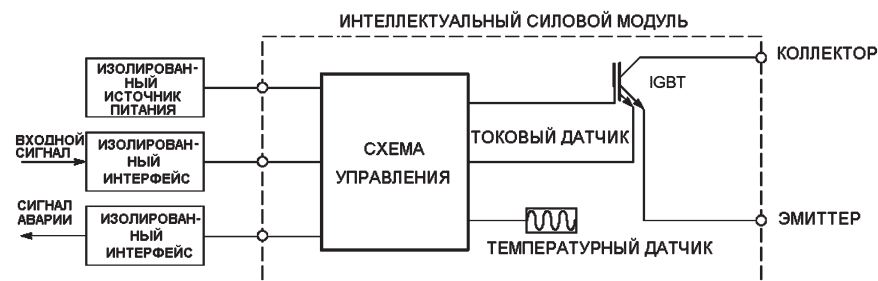 ИНТЕЛЛЕКТУАЛЬНЫЙ СИЛОВОЙ МОДУЛЬ
ИЗОЛИРОВАН-
НЫЙ
ИСТОЧНИК
ПИТАНИЯ
ВХОДНОЙ
СИГНАЛ
ИЗОЛИРОВАН-
НЫЙ
ИНТЕРФЕЙС
СИГНАЛ
АВАРИИ
ИЗОЛИРОВАН-
НЫЙ
ИНТЕРФЕЙС
СХЕМА
УПРАВЛЕНИЯ
IGBT
ТОКОВЫЙ ДАТЧИК
ТЕМПЕРАТУРНЫЙ ДАТЧИК
КОЛЛЕКТОР
ЭМИТТЕР